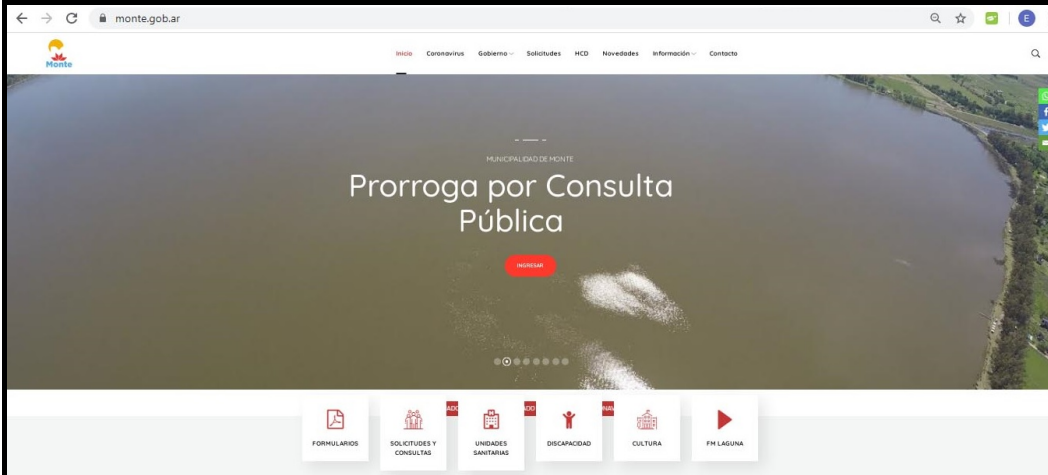 monte.gob.ar
E
Monte
Inicio Coronavirus Gobierno Solicitudes HCD Novedades Información Contacto
MUNICIPALIDAD DE MONTE
Prorroga por Consulta
Pública
INGRESAR
FORMULARIOS
SOLICITUDES Y
CONSULTAS
UNIDADES
SANITARIAS
DISCAPACIDAD
CULTURA
FM LAGUNA